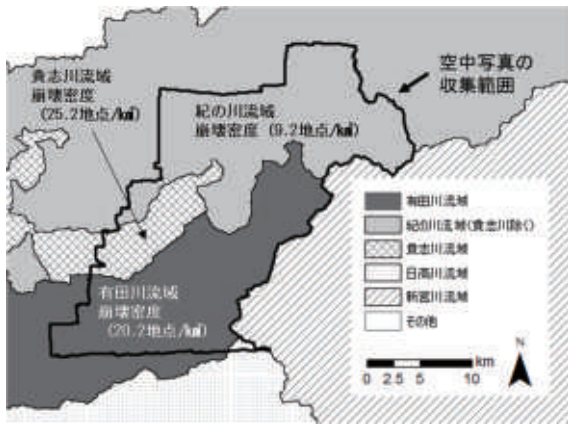 貴志川流域
崩壊密度
(25.2地点/㎢)
紀の川流域
崩壊密度 (9.2地点/㎢)
空中写真の
収集範囲
有田川流域
崩壊密度
(20.2地点/㎢)
有田川流域
紀の川流域(貴志川除く)
貴志川流域
日高川流域
新宮川流域
その他
N
km
0 2.5 5 10